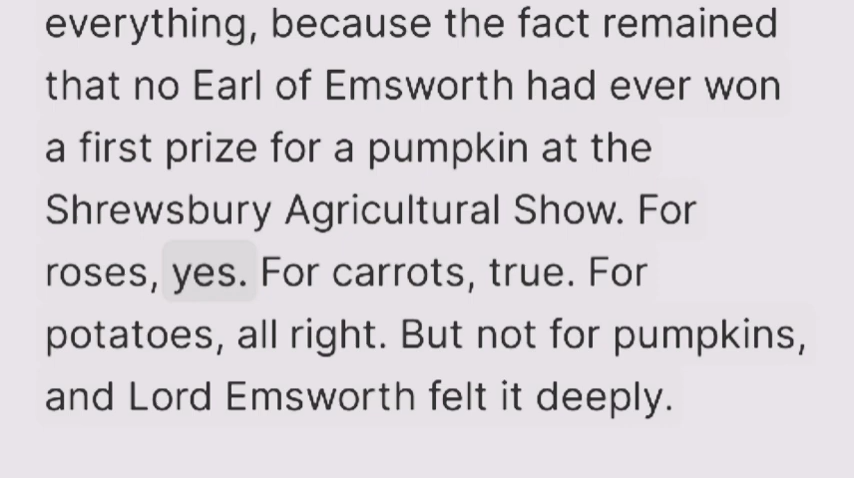 everything, because the fact remained
that no Earl of Emsworth had ever won
a first prize for a pumpkin at the
Shrewsbury Agricultural Show. For
roses, yes. For carrots, true. For
potatoes, all right. But not for pumpkins,
and Lord Emsworth felt it deeply.